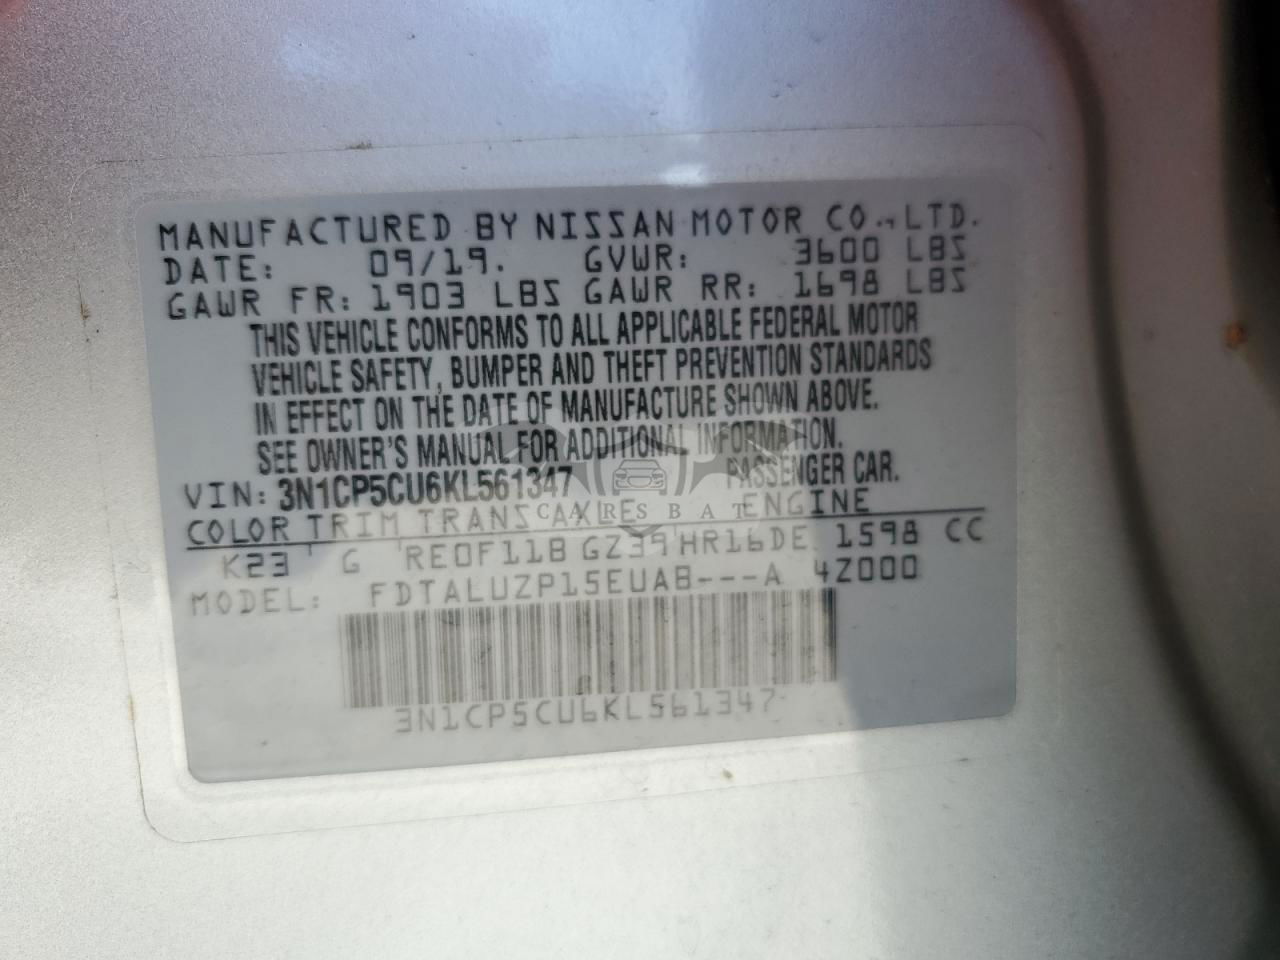 MANUFACTURED BY NISSAN MOTOR CO., LTD.
DATE: 09/19. GVWR: 3600 LBS
GAWR FR: 1903 LBS GAWR RR: 1698 LBS
THIS VEHICLE CONFORMS TO ALL APPLICABLE FEDERAL MOTOR
VEHICLE SAFETY, BUMPER AND THEFT PREVENTION STANDARDS
IN EFFECT ON THE DATE OF MANUFACTURE SHOWN ABOVE.
SEE OWNER'S MANUAL FOR ADDITIONAL INFORMATION.
VIN: 3N1CP5CU6KL561347 PASSENGER CAR.
COLOR TRIM TRANSAXLE ENGINE
K23 G RE0F11B GZ39 HR16DE 1598 CC
MODEL: FDTALUZP15EUAB---A 4Z000
3N1CP5CU6KL561347
CARESBAT